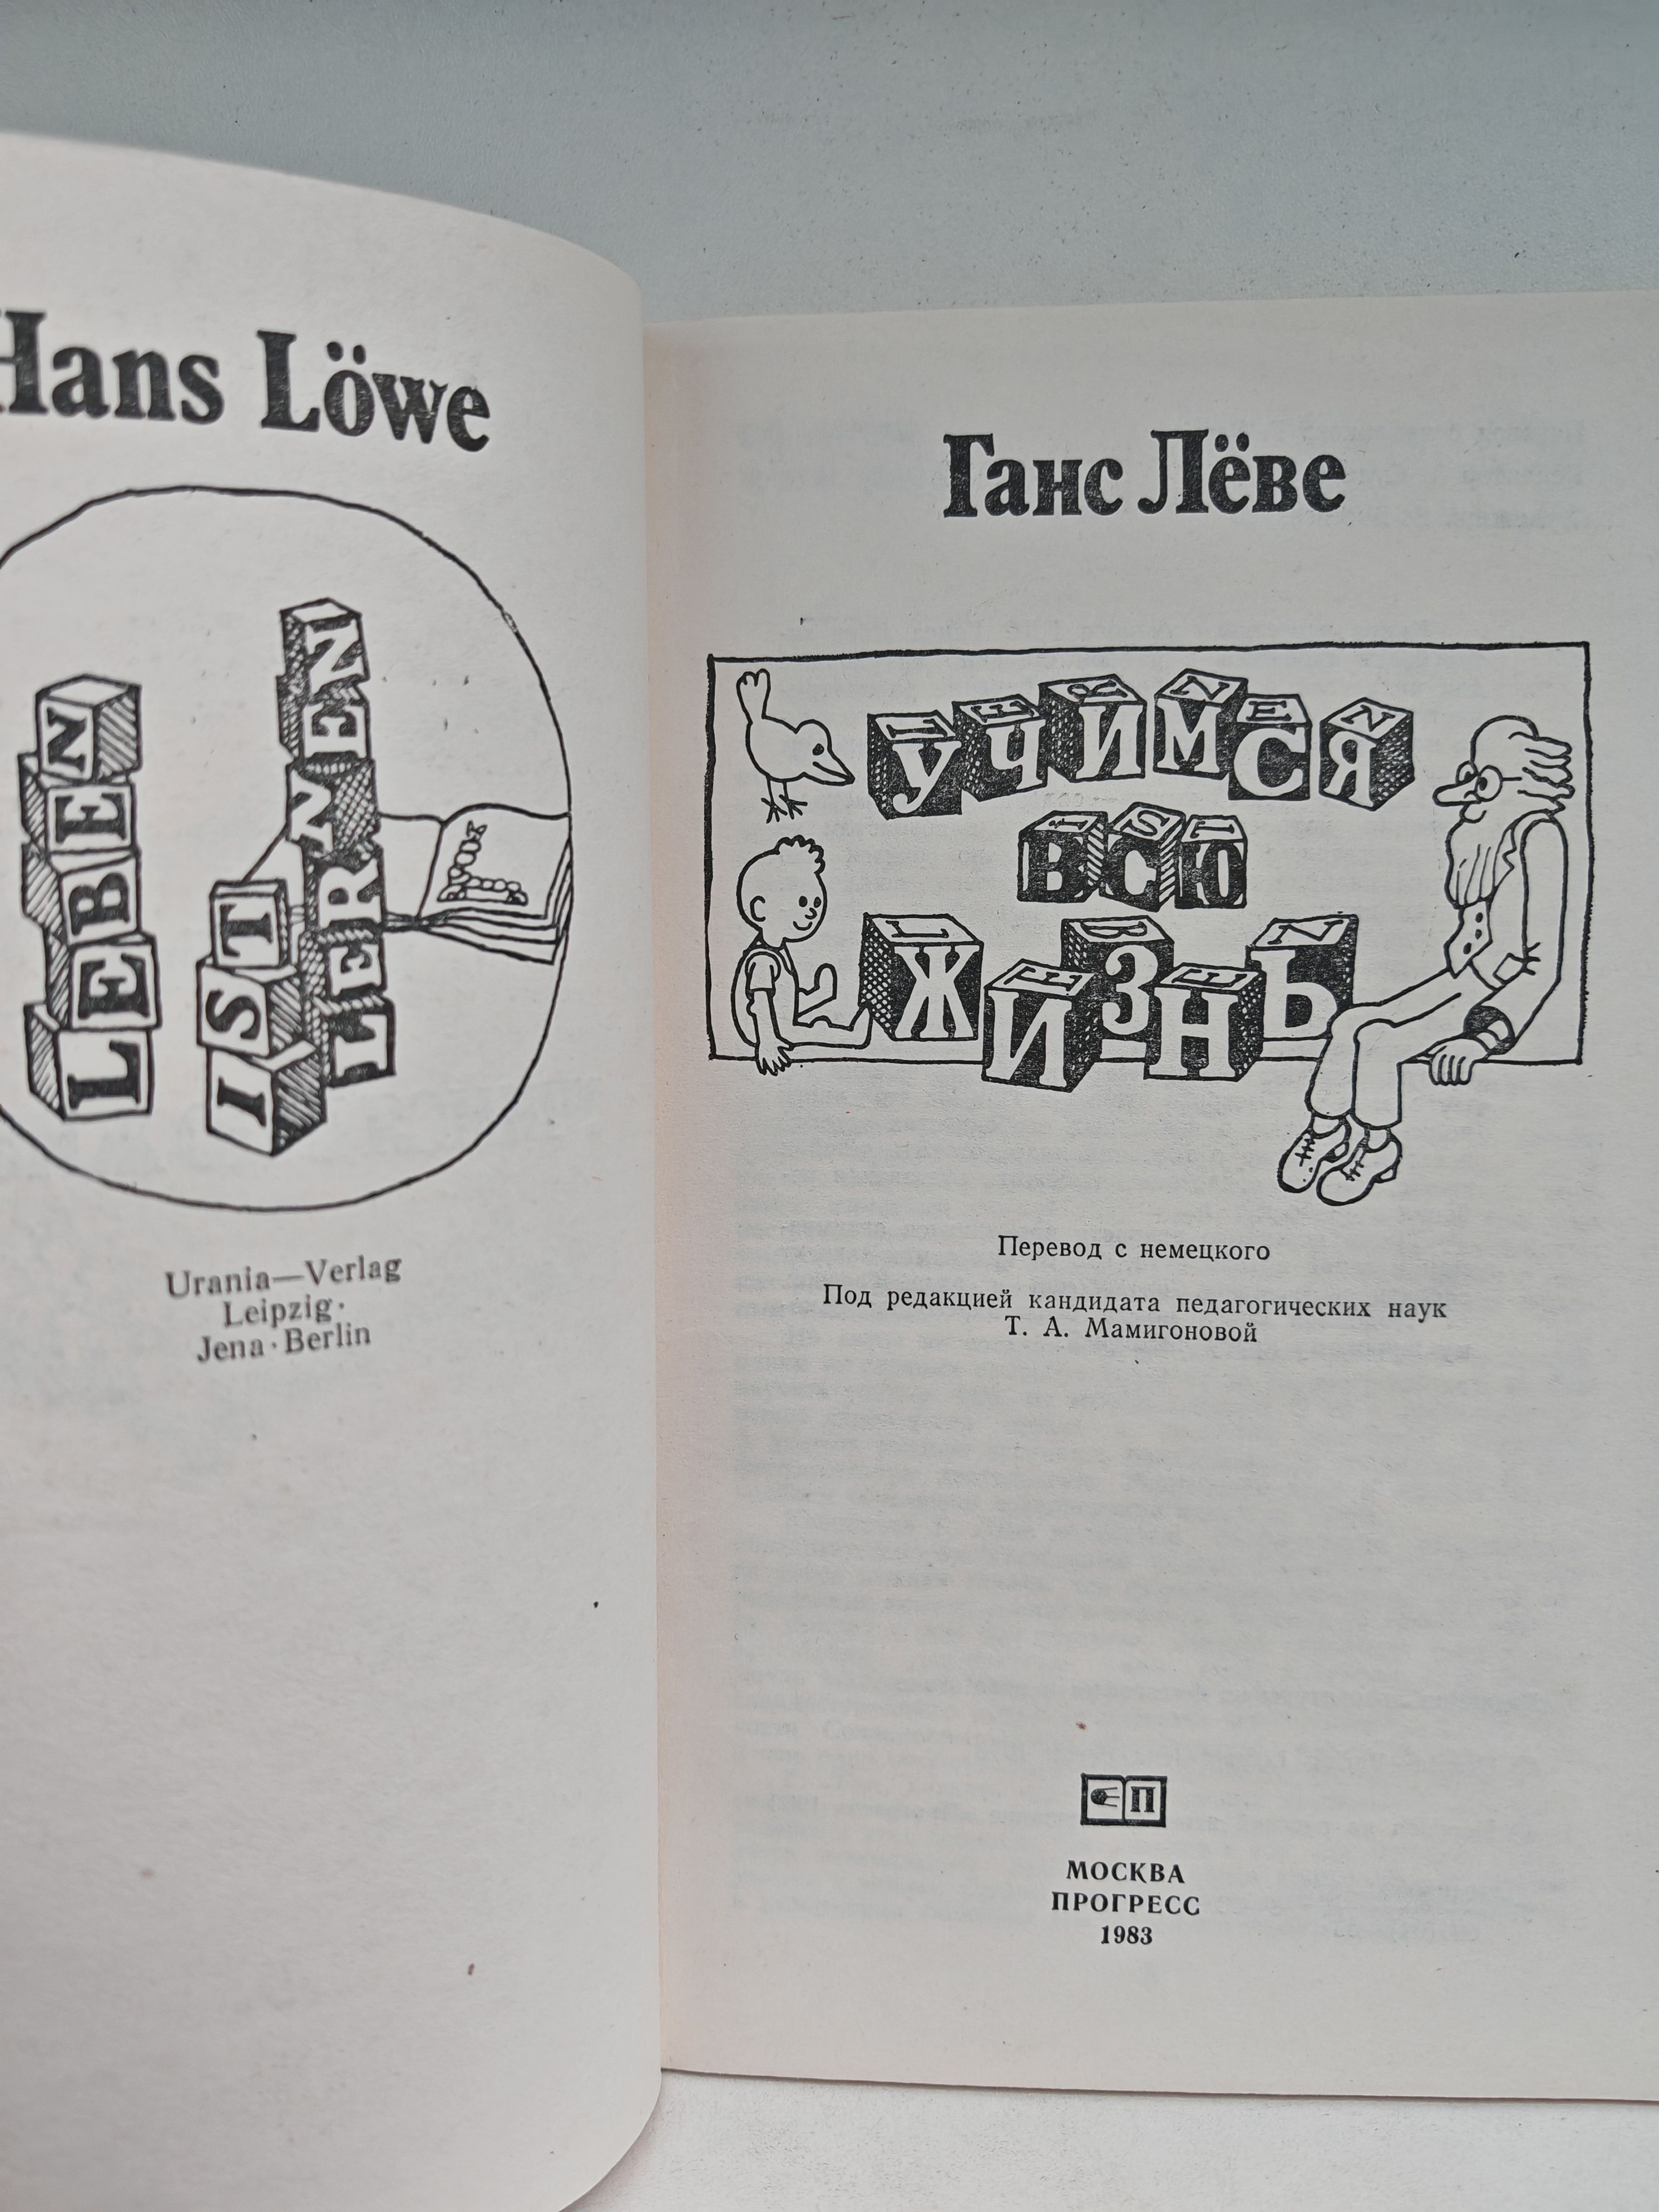 Hans Löwe
LEBEN
IST
LERNEN
Urania—Verlag
Leipzig·
Jena·Berlin
Ганс Лёве
УЧИМСЯ
ВСЮ
ЖИЗНЬ
Перевод с немецкого
Под редакцией кандидата педагогических наук
Т. А. Мамигоновой
П
МОСКВА
ПРОГРЕСС
1983